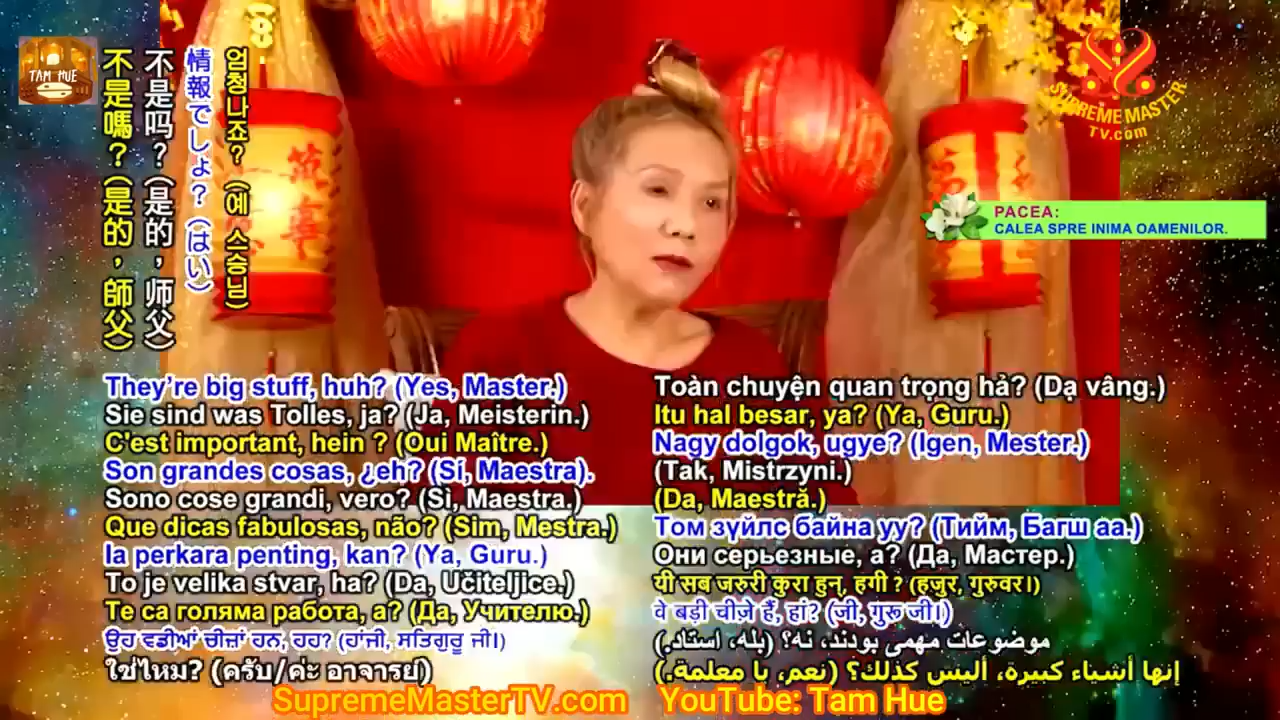 TAM HUE
不是嗎？（是的，師父）
不是吗？（是的，师父）
情報でしょ？（はい）
엄청나죠? (예 스승님)
SUPREME MASTER
TV.com
PACEA:
CALEA SPRE INIMA OAMENILOR.
They're big stuff, huh? (Yes, Master.)
Sie sind was Tolles, ja? (Ja, Meisterin.)
C'est important, hein ? (Oui Maître.)
Son grandes cosas, ¿eh? (Sí, Maestra).
Sono cose grandi, vero? (Sì, Maestra.)
Que dicas fabulosas, não? (Sim, Mestra.)
Ia perkara penting, kan? (Ya, Guru.)
To je velika stvar, ha? (Da, Učiteljice.)
Те са голяма работа, а? (Да, Учителю.)
ਉਹ ਵਡੀਆਂ ਚੀਜ਼ਾਂ ਹਨ, ਹਹ? (ਹਾਂਜੀ, ਸਤਿਗੁਰੂ ਜੀ।)
ใช่ไหม? (ครับ/ค่ะ อาจารย์)
Toàn chuyện quan trọng hả? (Dạ vâng.)
Itu hal besar, ya? (Ya, Guru.)
Nagy dolgok, ugye? (Igen, Mester.)
(Tak, Mistrzyni.)
(Da, Maestră.)
Том зүйлс байна уу? (Тийм, Багш аа.)
Они серьезные, а? (Да, Мастер.)
यी सब जरुरी कुरा हुन्, हगी ? (हजुर, गुरुवर।)
वे बड़ी चीज़ें हैं, हां? (जी, गुरू जी।)
موضوعات مهمی بودند، نه؟ (بله، استاد.)
إنها أشياء كبيرة، أليس كذلك؟ (نعم، يا معلمة.)
SupremeMasterTV.com YouTube: Tam Hue